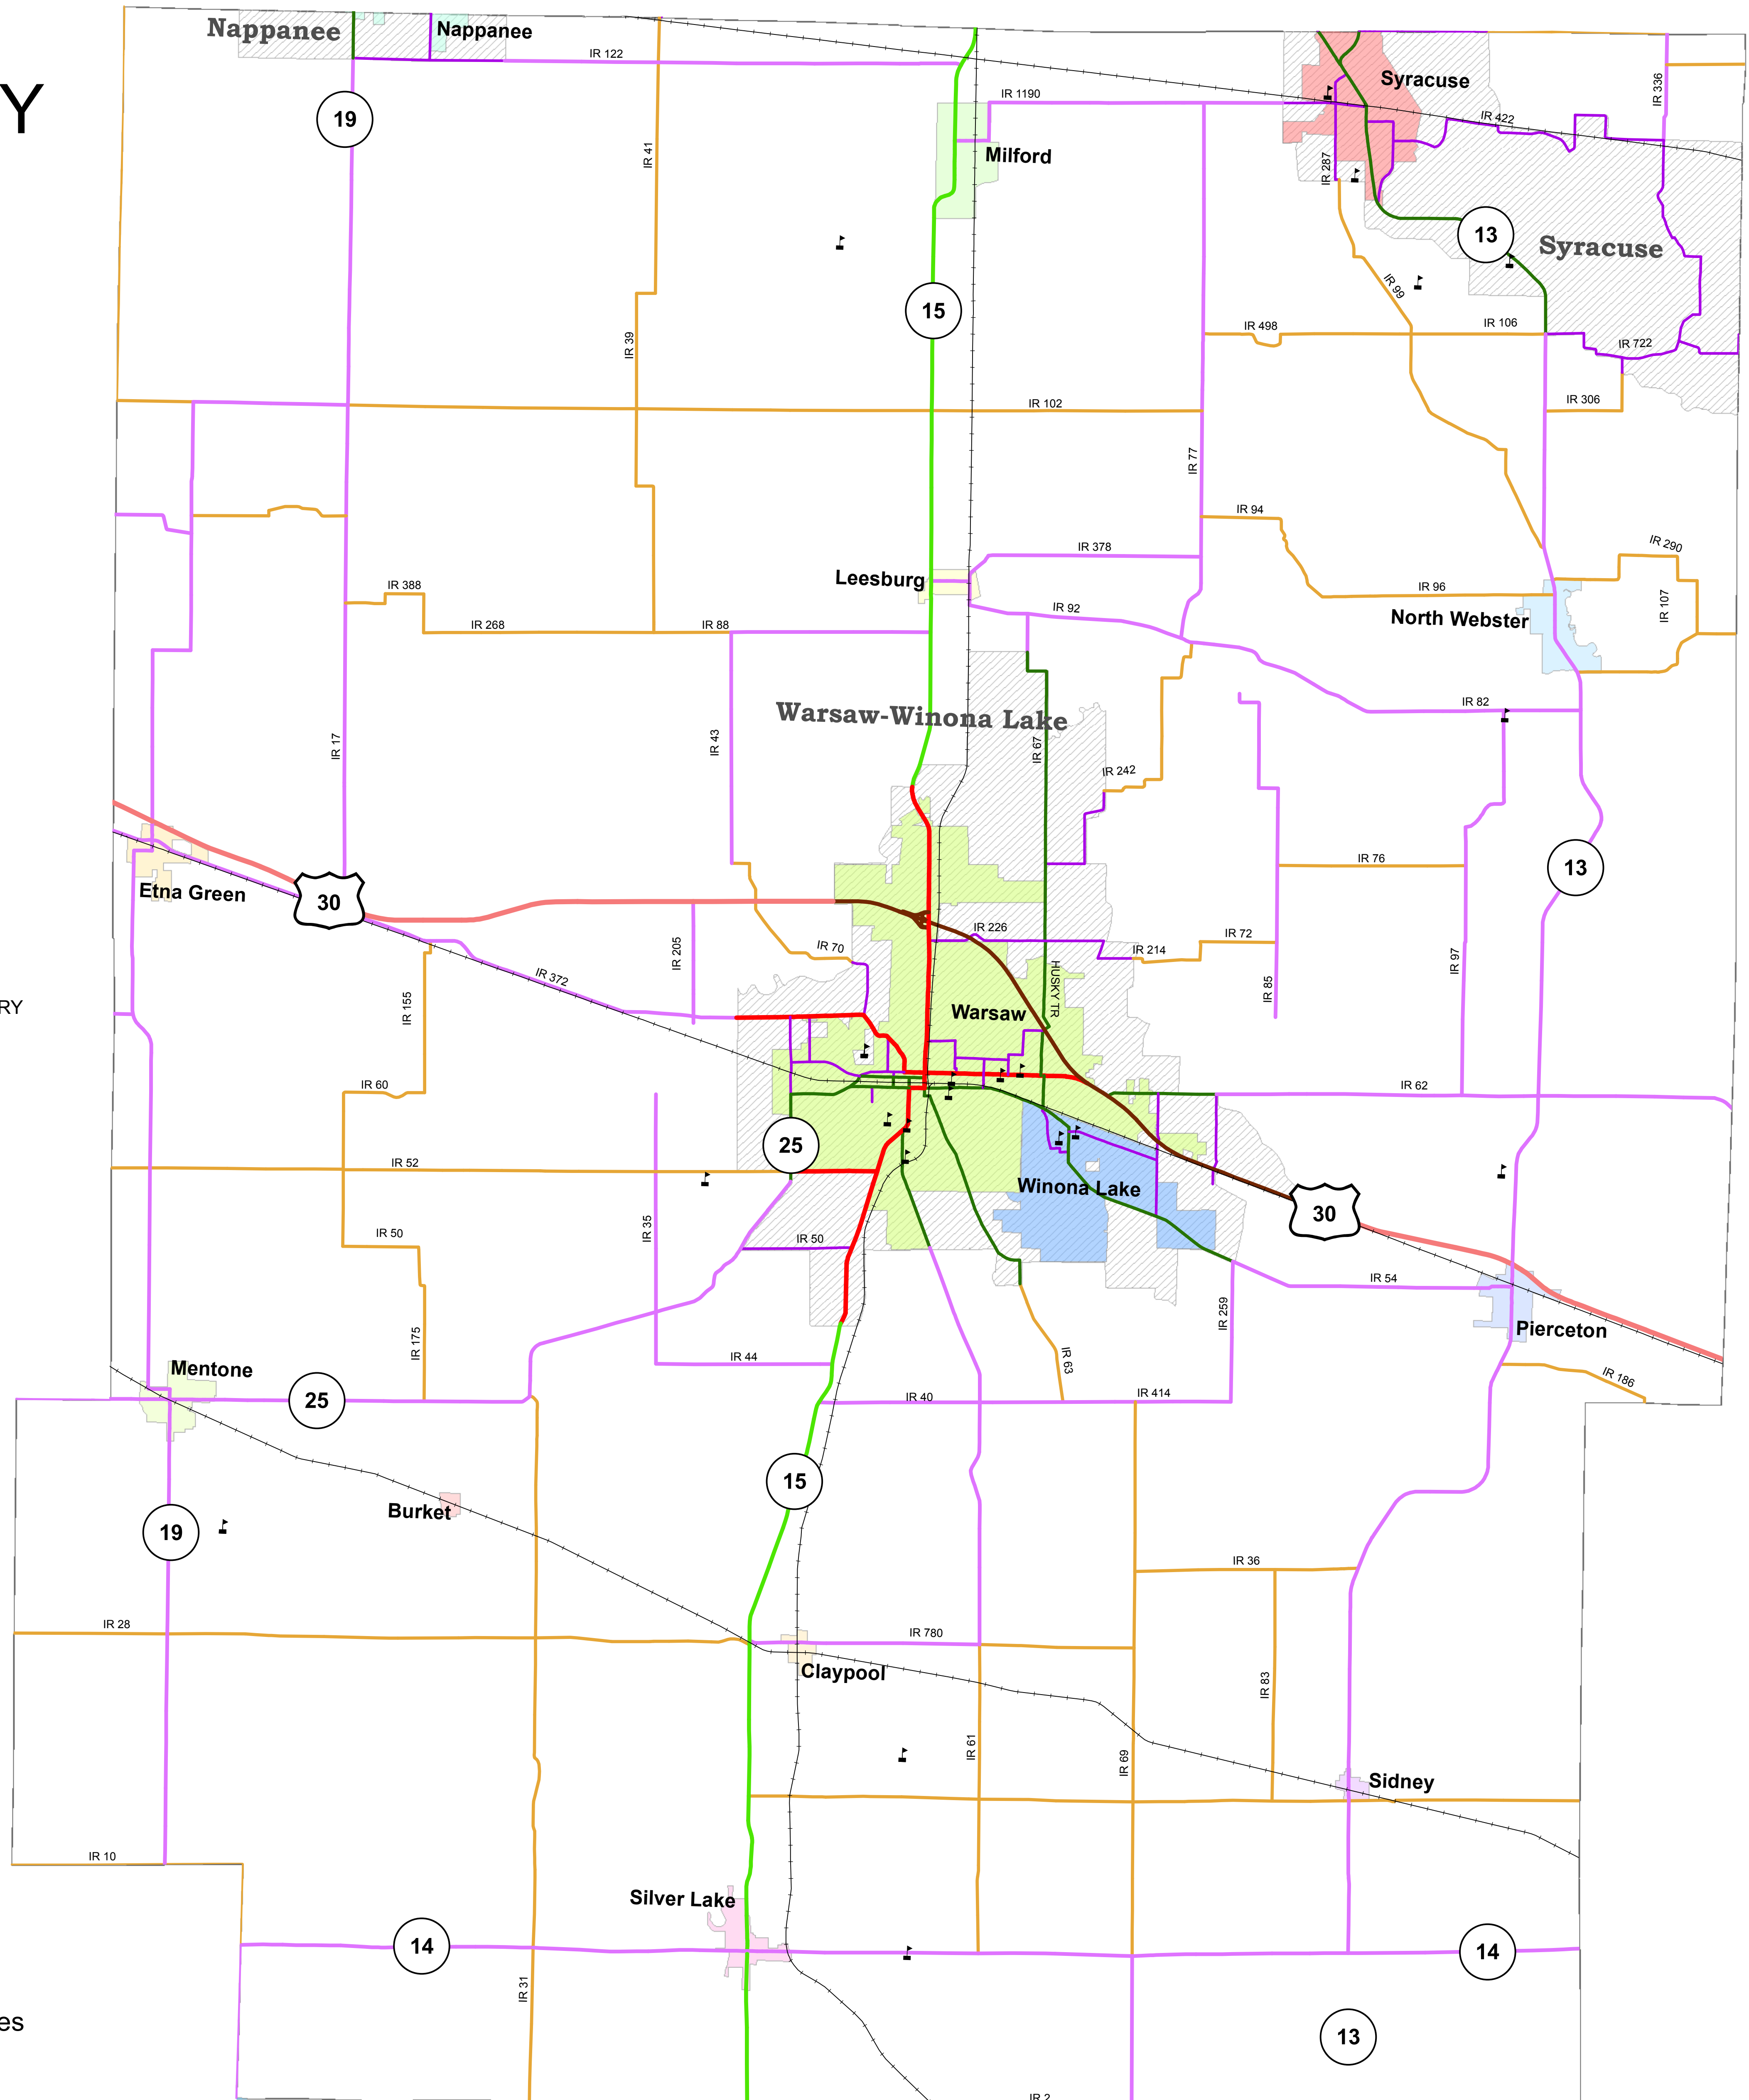 Nappanee
Nappanee
Y
IR 122
Syracuse
IR 336
19
IR 1190
IR 422
IR 41
Milford
IR 287
13
Syracuse
15
IR 99
IR 498
IR 106
IR 39
IR 722
IR 102
IR 306
IR 77
IR 94
IR 290
IR 378
Leesburg
IR 388
IR 96
IR 107
IR 92
North Webster
IR 268
IR 88
IR 82
Warsaw-Winona Lake
IR 17
IR 43
IR 67
IR 242
IR 76
13
Etna Green
30
IR 226
IR 72
IR 70
IR 214
IR 205
IR 97
IR 372
HUSKY TR
IR 85
RY
IR 155
Warsaw
IR 60
IR 62
25
IR 52
Winona Lake
30
IR 35
IR 50
IR 50
IR 54
IR 259
Pierceton
IR 175
IR 44
IR 63
Mentone
IR 186
25
IR 40
IR 414
15
Burket
19
IR 36
IR 28
IR 780
Claypool
IR 83
IR 61
IR 69
Sidney
IR 10
Silver Lake
14
14
IR 31
es
13
IR 2